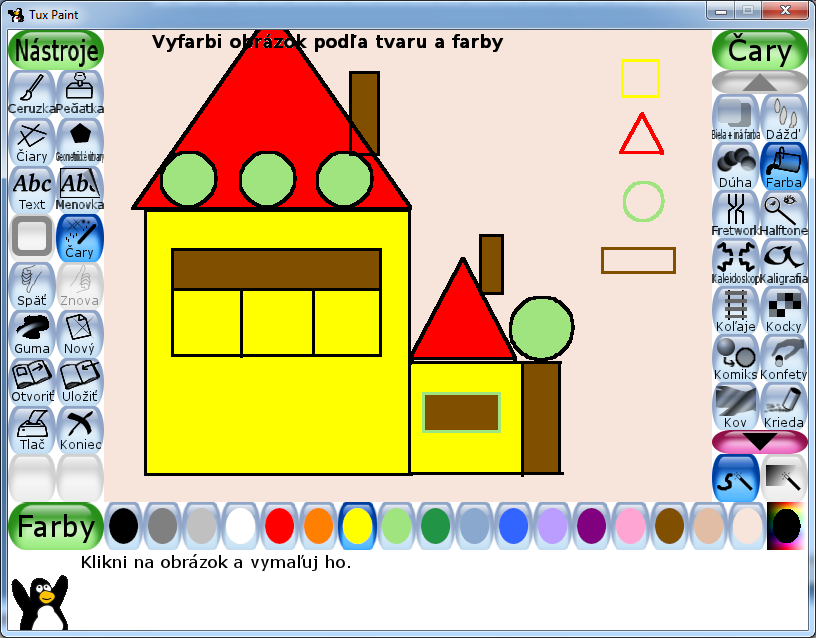 Tux Paint
Nástroje
Vyfarbi obrázok podľa tvaru a farby
Čary
Ceruzka
Pečiatka
Biela + iná farba
Dážď
Čiary
Dúha
Farba
Abc
Text
Abc
Menovka
Fretwork
Halftone
Čary
Kaleidoskop
Kaligrafia
Späť
Znova
Koľaje
Kocky
Guma
Nový
Komiks
Konfety
Otvoriť
Uložiť
Kov
Krieda
Tlač
Koniec
Farby
Klikni na obrázok a vymaľuj ho.